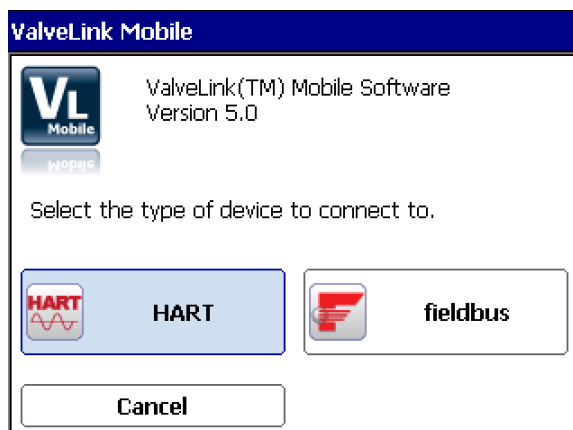 ValveLink Mobile
VL
Mobile
ValveLink(TM) Mobile Software
Version 5.0
Select the type of device to connect to.
HART
HART
fieldbus
Cancel